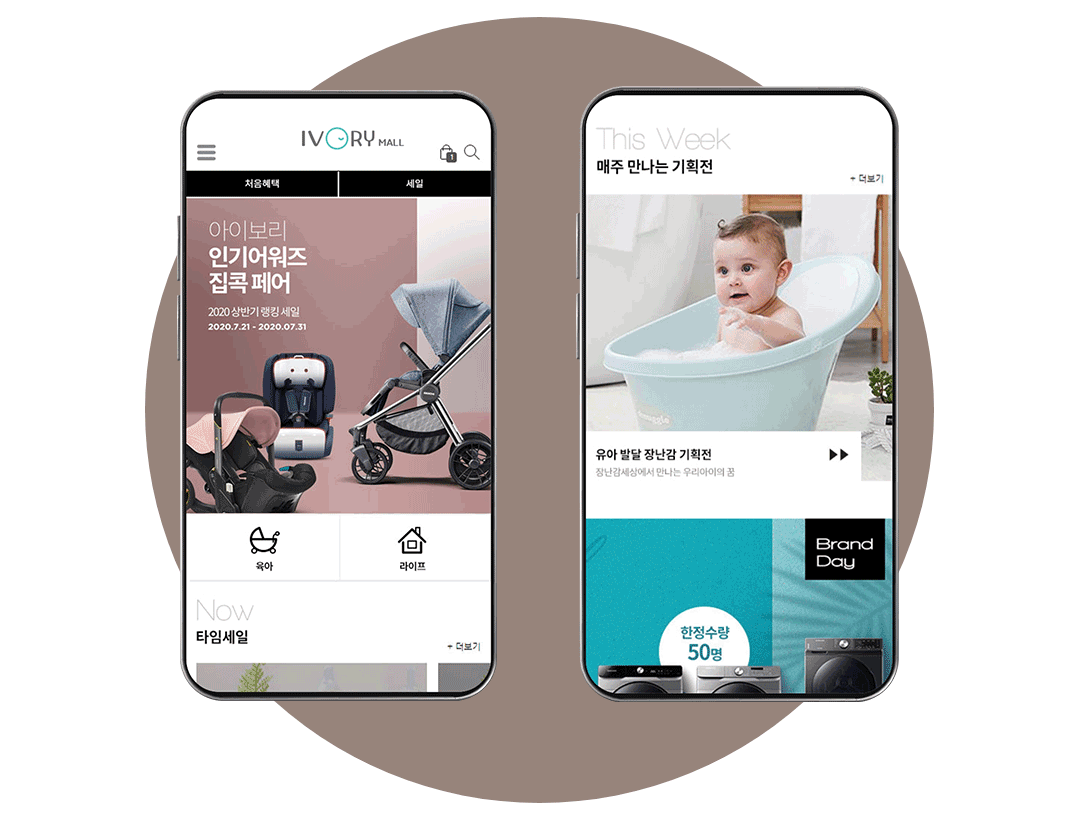 IVORY MALL
1
처음혜택
세일
아이보리
인기어워즈
집콕 페어
2020 상반기 랭킹 세일
2020.7.21 - 2020.07.31
육아
라이프
Now
타임세일
+ 더보기
This Week
매주 만나는 기획전
+ 더보기
유아 발달 장난감 기획전
장난감세상에서 만나는 우리아이의 꿈
Brand
Day
한정수량
50명